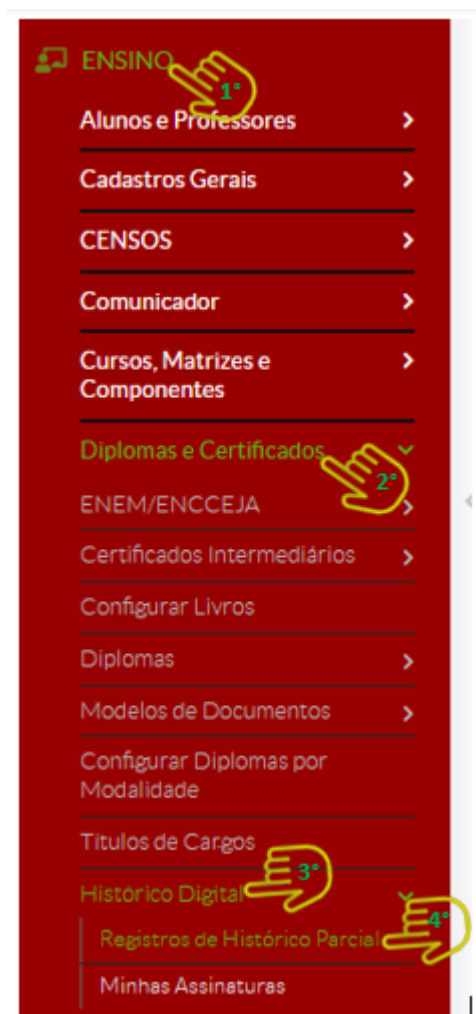 ENSINO
1°
Alunos e Professores
Cadastros Gerais
CENSOS
Comunicador
Cursos, Matrizes e
Componentes
Diplomas e Certificados
2°
ENEM/ENCCEJA
Certificados Intermediários
Configurar Livros
Diplomas
Modelos de Documentos
Configurar Diplomas por
Modalidade
Títulos de Cargos
3°
Histórico Digital
4°
Registros de Histórico Parcial
Minhas Assinaturas